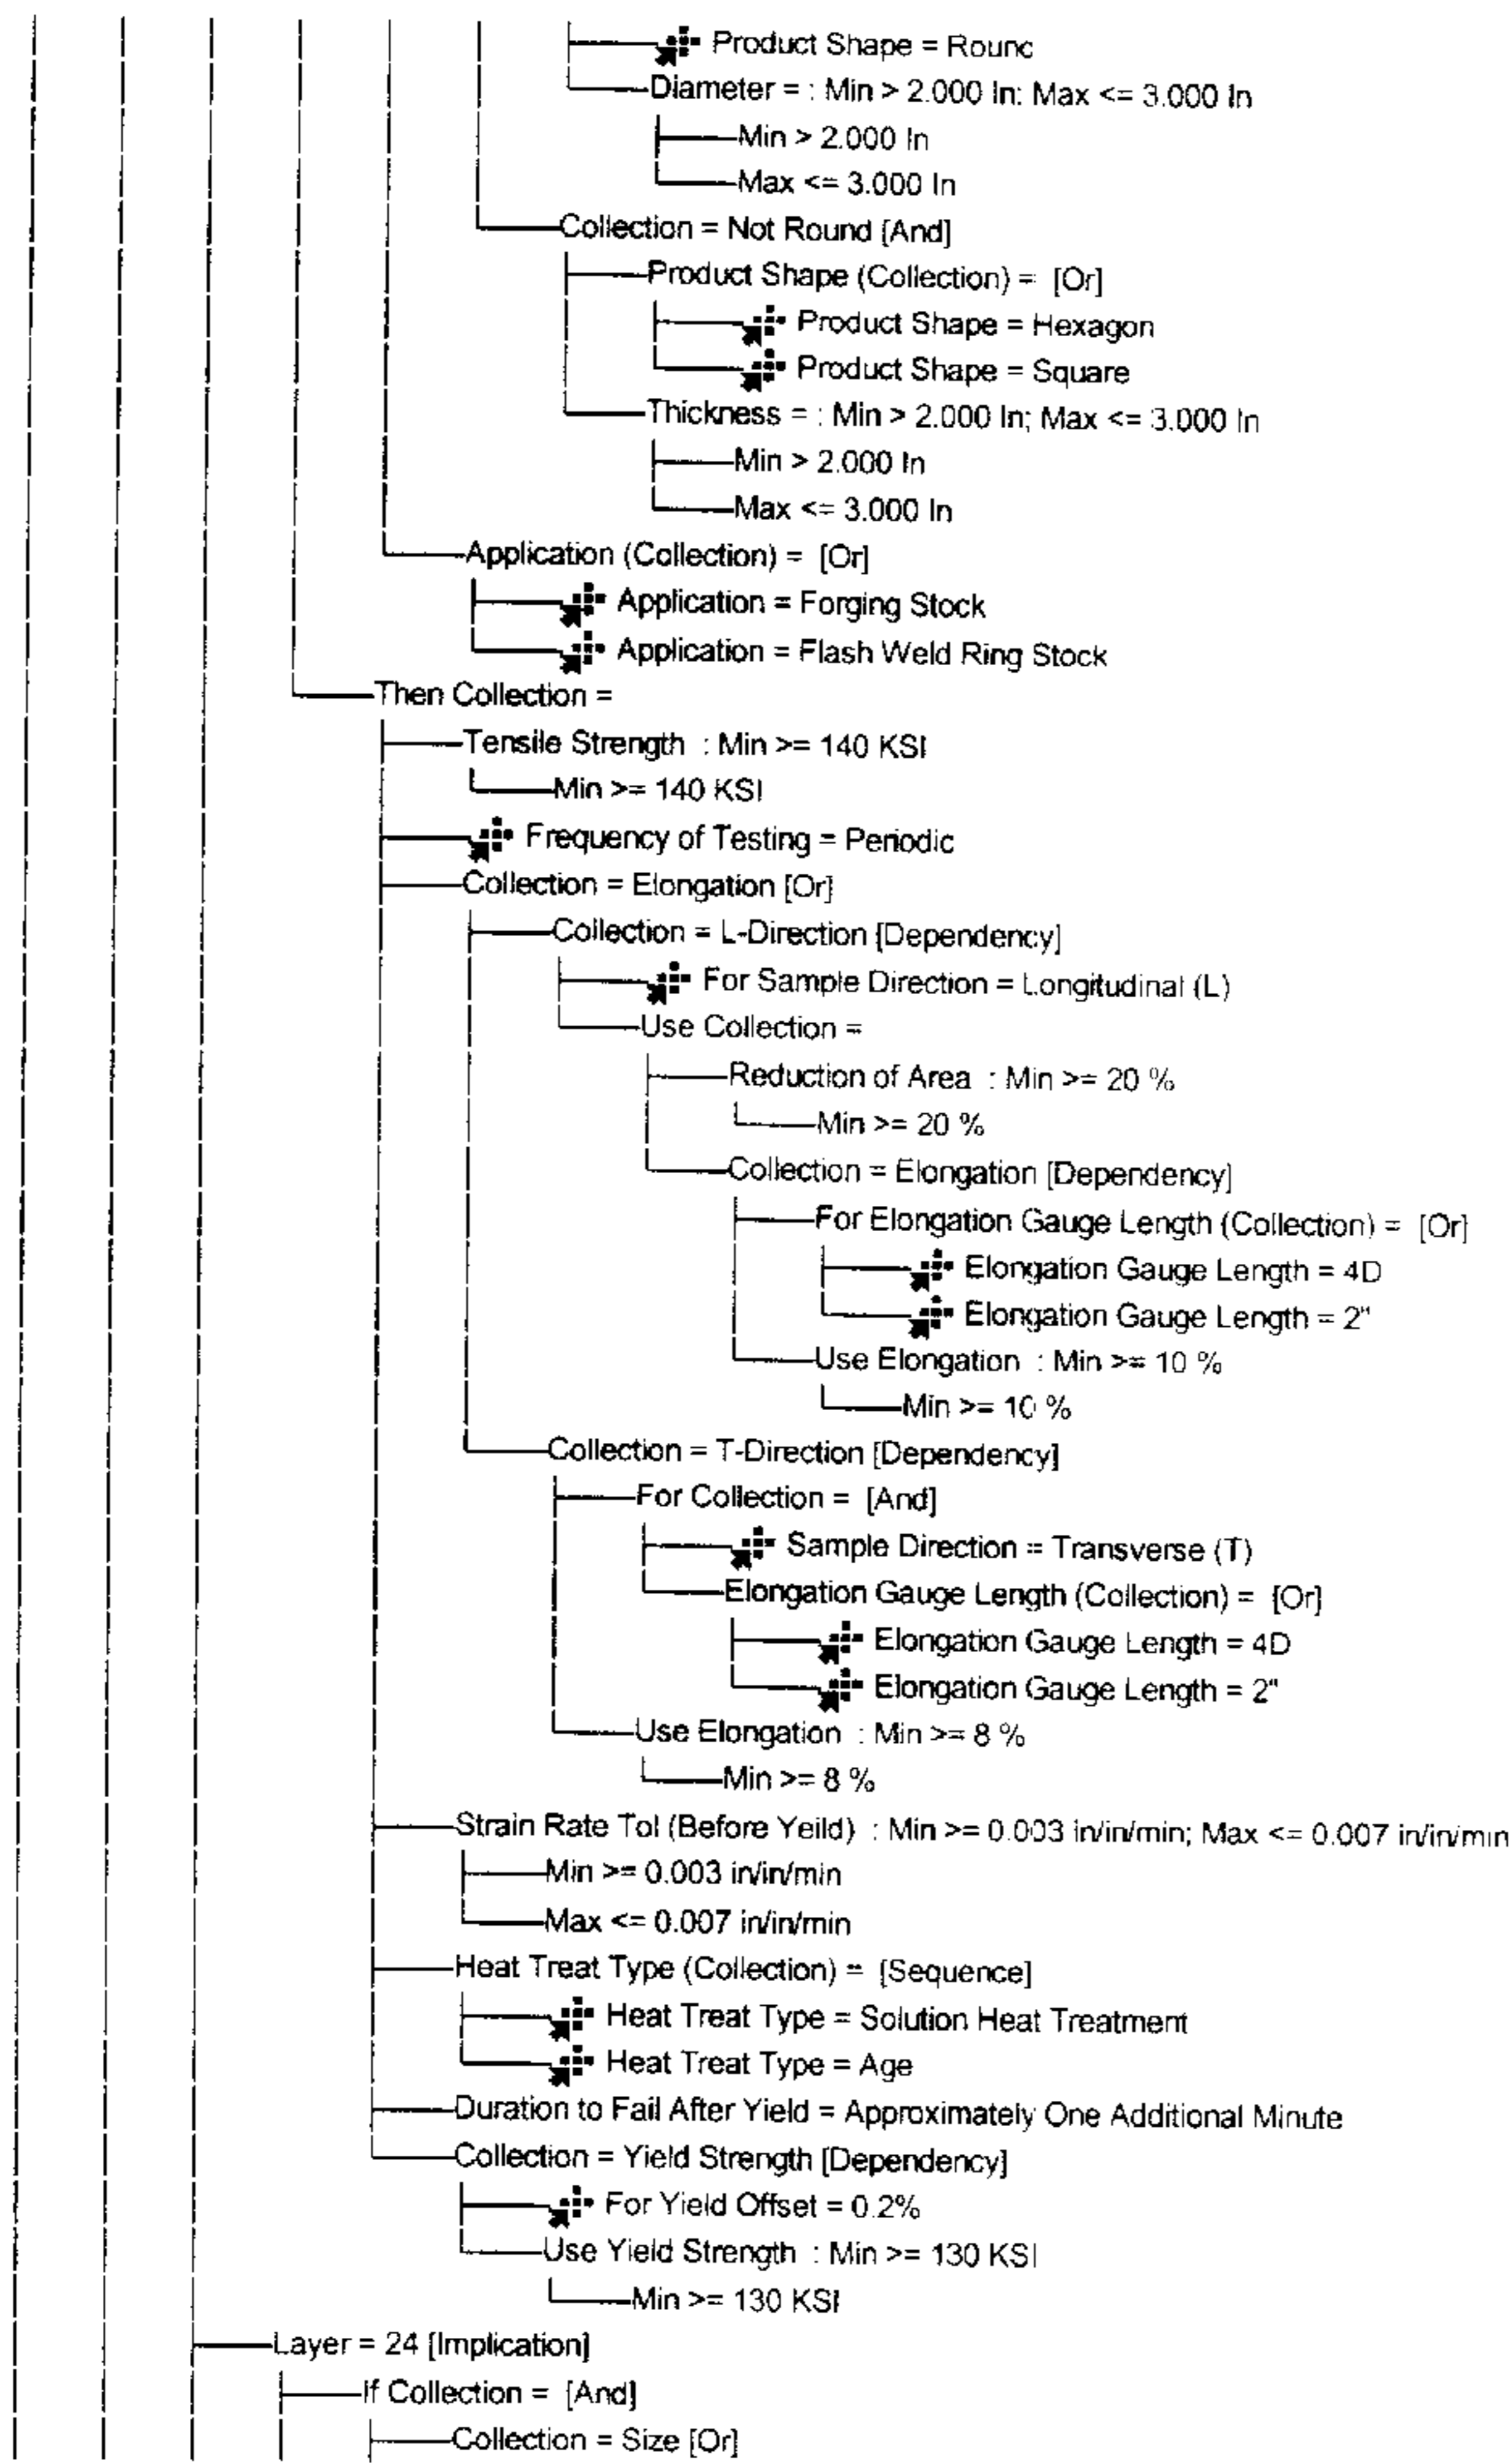 Product Shape = Round
Diameter = : Min > 2.000 In: Max <= 3.000 In
Min > 2.000 In
Max <= 3.000 In
Collection = Not Round [And]
Product Shape (Collection) = [Or]
Product Shape = Hexagon
Product Shape = Square
Thickness = : Min > 2.000 In; Max <= 3.000 In
Min > 2.000 In
Max <= 3.000 In
Application (Collection) = [Or]
Application = Forging Stock
Application = Flash Weld Ring Stock
Then Collection =
Tensile Strength : Min >= 140 KSI
Min >= 140 KSI
Frequency of Testing = Periodic
Collection = Elongation [Or]
Collection = L-Direction [Dependency]
For Sample Direction = Longitudinal (L)
Use Collection =
Reduction of Area : Min >= 20 %
Min >= 20 %
Collection = Elongation [Dependency]
For Elongation Gauge Length (Collection) = [Or]
Elongation Gauge Length = 4D
Elongation Gauge Length = 2"
Use Elongation : Min >= 10 %
Min >= 10 %
Collection = T-Direction [Dependency]
For Collection = [And]
Sample Direction = Transverse (T)
Elongation Gauge Length (Collection) = [Or]
Elongation Gauge Length = 4D
Elongation Gauge Length = 2"
Use Elongation : Min >= 8 %
Min >= 8 %
Strain Rate Tol (Before Yeild) : Min >= 0.003 in/in/min; Max <= 0.007 in/in/min
Min >= 0.003 in/in/min
Max <= 0.007 in/in/min
Heat Treat Type (Collection) = [Sequence]
Heat Treat Type = Solution Heat Treatment
Heat Treat Type = Age
Duration to Fail After Yield = Approximately One Additional Minute
Collection = Yield Strength [Dependency]
For Yield Offset = 0.2%
Use Yield Strength : Min >= 130 KSI
Min >= 130 KSI
Layer = 24 [Implication]
If Collection = [And]
Collection = Size [Or]